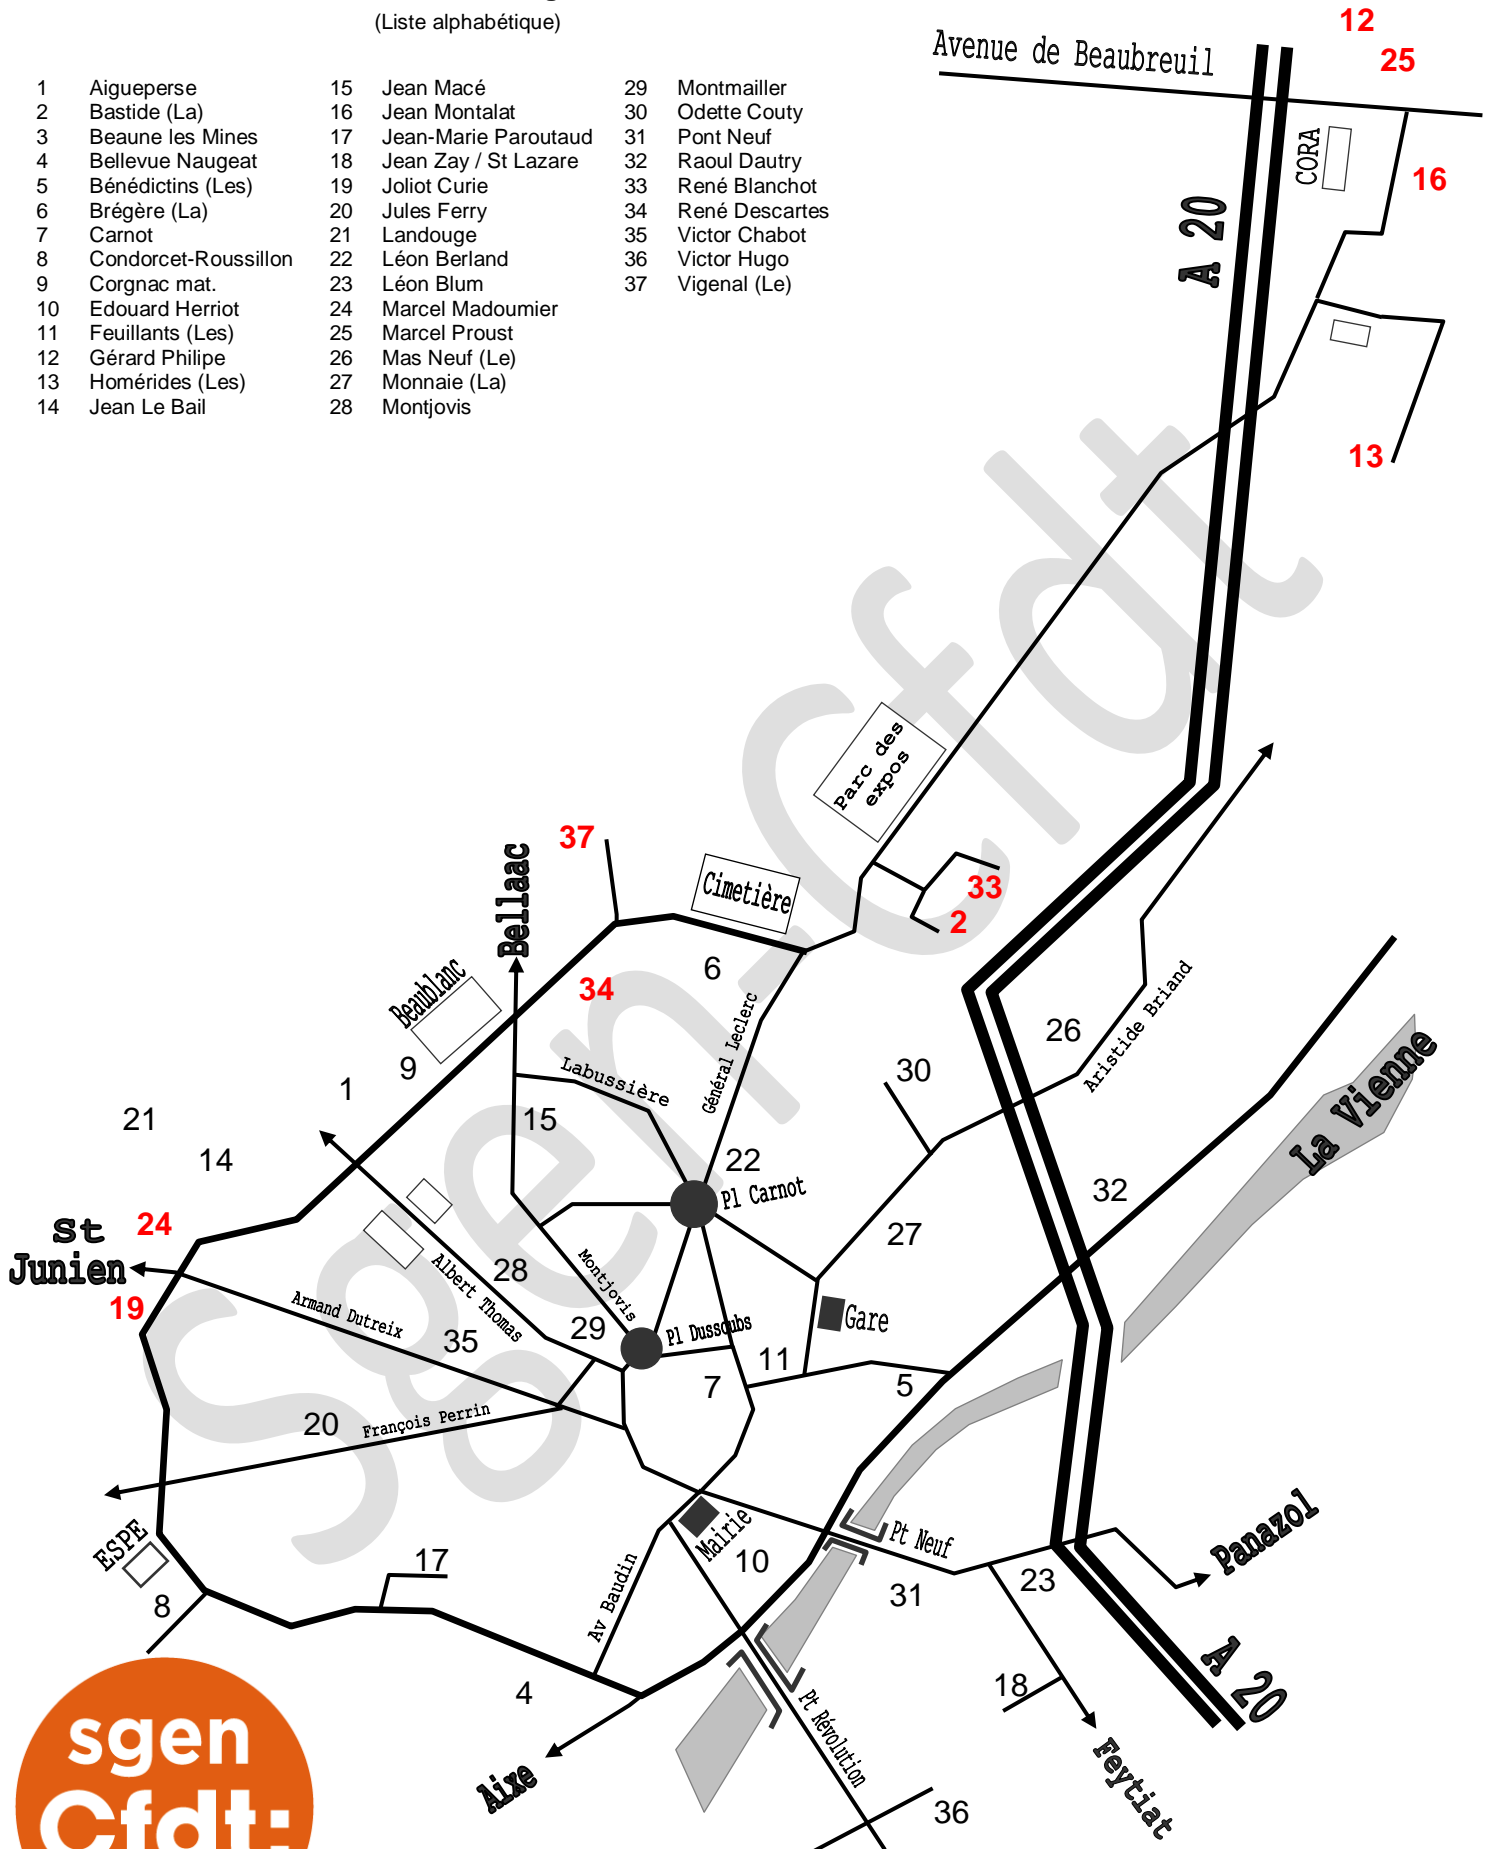 (Liste alphabétique)
1 Aigueperse
2 Bastide (La)
3 Beaune les Mines
4 Bellevue Naugeat
5 Bénédictins (Les)
6 Brégère (La)
7 Carnot
8 Condorcet-Roussillon
9 Corgnac mat.
10 Edouard Herriot
11 Feuillants (Les)
12 Gérard Philipe
13 Homérides (Les)
14 Jean Le Bail
15 Jean Macé
16 Jean Montalat
17 Jean-Marie Paroutaud
18 Jean Zay / St Lazare
19 Joliot Curie
20 Jules Ferry
21 Landouge
22 Léon Berland
23 Léon Blum
24 Marcel Madoumier
25 Marcel Proust
26 Mas Neuf (Le)
27 Monnaie (La)
28 Montjovis
29 Montmailler
30 Odette Couty
31 Pont Neuf
32 Raoul Dautry
33 René Blanchot
34 René Descartes
35 Victor Chabot
36 Victor Hugo
37 Vigenal (Le)
12
25
Avenue de Beaubreuil
CORA
16
A 20
13
Sgen-Cfdt
Parc des
expos
37
Bellaac
Cimetière
33
2
6
34
Beaublanc
9
1
Général Leclerc
26
Aristide Briand
30
La Vienne
Labussière
15
21
14
22
Pl Carnot
32
24
St
Junien
19
27
28
Albert Thomas
Montjovis
Armand Dutreix
35
29
Pl Dussoubs
Gare
11
7
5
20
François Perrin
ESPE
8
17
Mairie
10
Pt Neuf
31
23
Panazol
Av Baudin
4
18
A 20
Pt Révolution
Aixe
Feytiat
36
sgen
Cfdt: